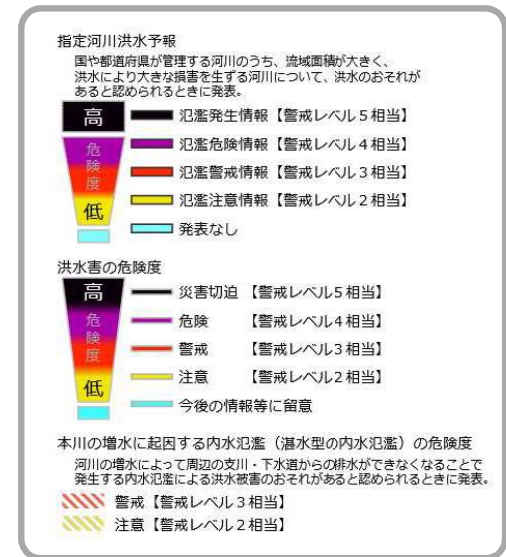 指定河川洪水予報
国や都道府県が管理する河川のうち、流域面積が大きく、
洪水により大きな損害を生ずる河川について、洪水のおそれが
あると認められるときに発表。
高
危険度
低
氾濫発生情報【警戒レベル5相当】
氾濫危険情報【警戒レベル4相当】
氾濫警戒情報【警戒レベル3相当】
氾濫注意情報【警戒レベル2相当】
発表なし
洪水害の危険度
高
危険度
低
災害切迫 【警戒レベル5相当】
危険 【警戒レベル4相当】
警戒 【警戒レベル3相当】
注意 【警戒レベル2相当】
今後の情報等に留意
本川の増水に起因する内水氾濫（湛水型の内水氾濫）の危険度
河川の増水によって周辺の支川・下水道からの排水ができなくなることで
発生する内水氾濫による洪水被害のおそれがあると認められるときに発表。
警戒【警戒レベル3相当】
注意【警戒レベル2相当】